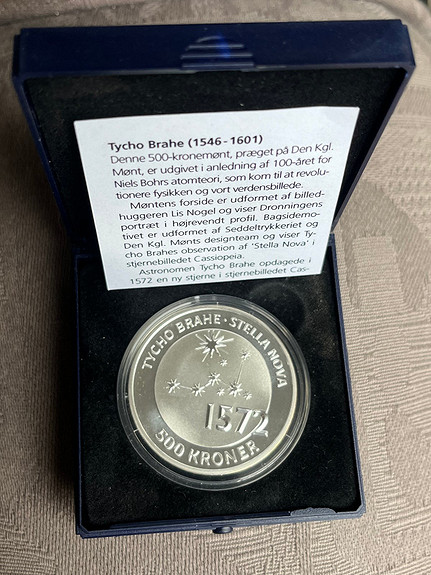 Tycho Brahe (1546-1601)
Denne 500-kronemønt, præget på Den Kgl.
Mønt, er udgivet i anledning af 100-året for
Niels Bohrs atomteori, som kom til at revolu-
tionere fysikken og vort verdensbillede.
Møntens forside er udformet af billed-
huggeren Lis Nogel og viser Dronningens
portræt i højrevendt profil. Bagsidemo-
tivet er udformet af Seddeltrykkeriet og
Den Kgl. Mønts designteam og viser Ty-
cho Brahes observation af 'Stella Nova' i
stjernebilledet Cassiopeia.
Astronomen Tycho Brahe opdagede i
1572 en ny stjerne i stjernebilledet Cas-
TYCHO BRAHE · STELLA NOVA
1572
500 KRONER